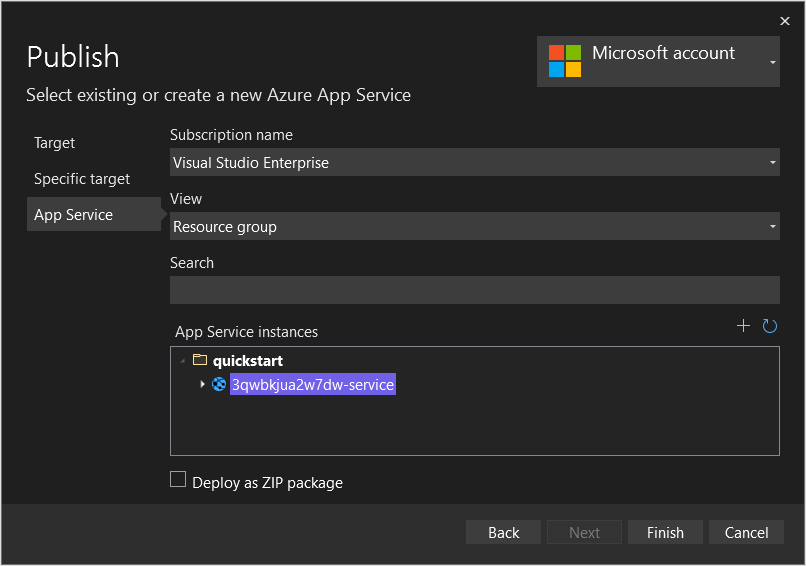 Publish
Microsoft account
Select existing or create a new Azure App Service
Target
Specific target
App Service
Subscription name
Visual Studio Enterprise
View
Resource group
Search
App Service instances
quickstart
3qwbkjua2w7dw-service
Deploy as ZIP package
Back
Next
Finish
Cancel